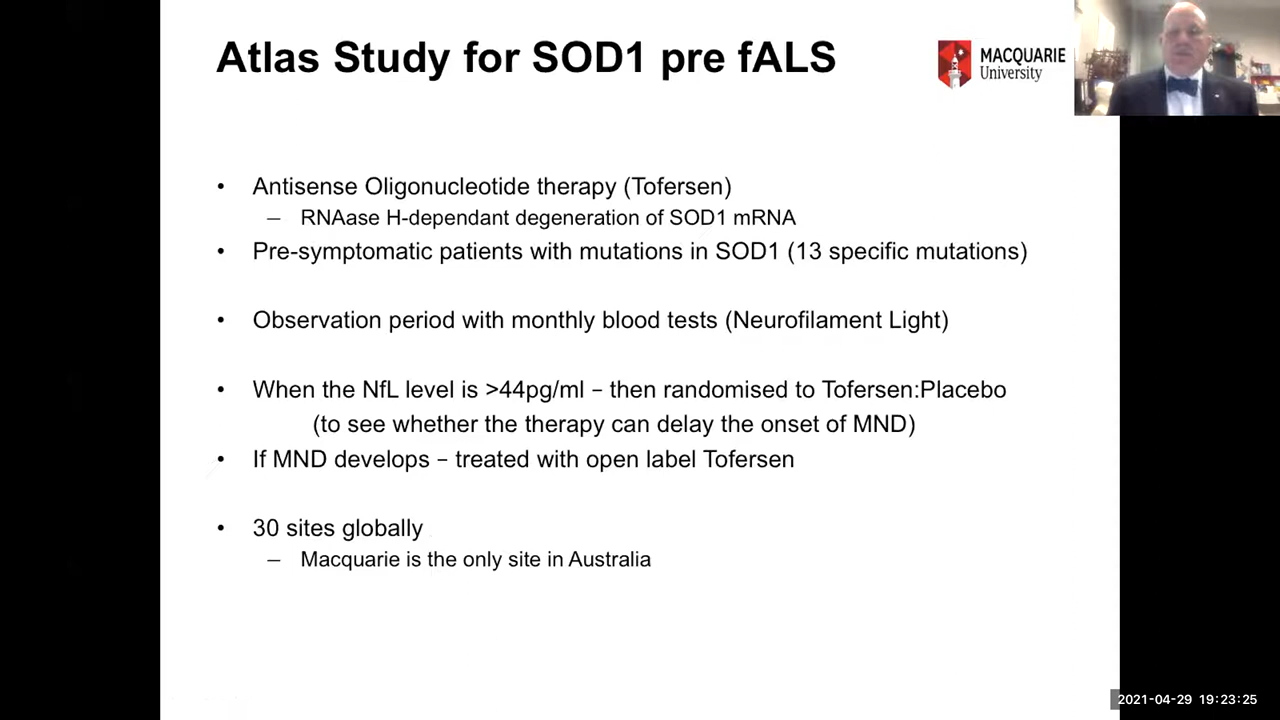 Atlas Study for SOD1 pre fALS
MACQUARIE
University
• Antisense Oligonucleotide therapy (Tofersen)
– RNAase H-dependant degeneration of SOD1 mRNA
• Pre-symptomatic patients with mutations in SOD1 (13 specific mutations)
• Observation period with monthly blood tests (Neurofilament Light)
• When the NfL level is >44pg/ml – then randomised to Tofersen:Placebo
(to see whether the therapy can delay the onset of MND)
• If MND develops – treated with open label Tofersen
• 30 sites globally
– Macquarie is the only site in Australia
2021-04-29 19:23:25